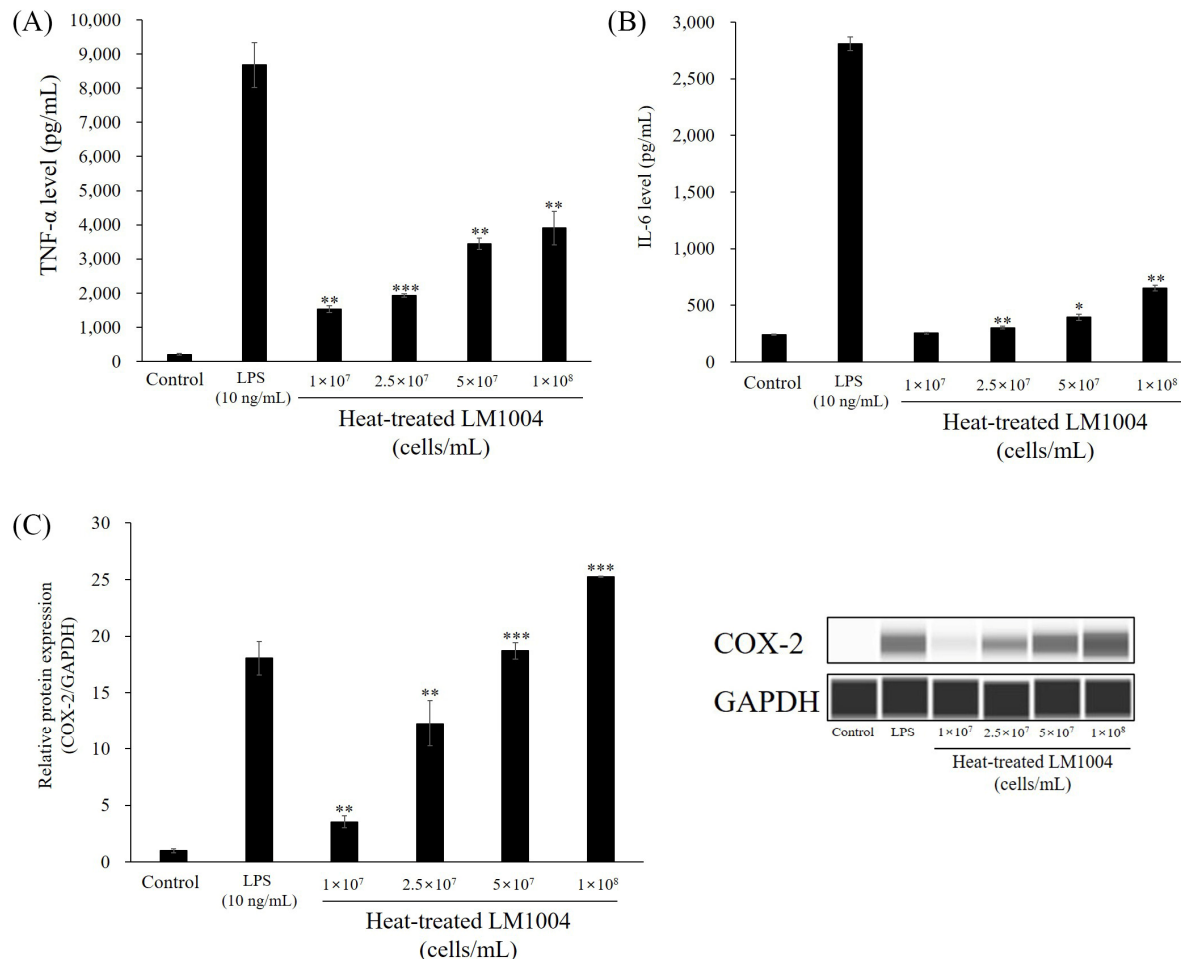 (A)
TNF-α level (pg/mL)
10,000
9,000
8,000
7,000
6,000
5,000
4,000
3,000
2,000
1,000
0
** *** ** **
Control LPS 1×10⁷ 2.5×10⁷ 5×10⁷ 1×10⁸
(10 ng/mL)
Heat-treated LM1004
(cells/mL)
(B)
IL-6 level (pg/mL)
3,000
2,500
2,000
1,500
1,000
500
0
** * **
Control LPS 1×10⁷ 2.5×10⁷ 5×10⁷ 1×10⁸
(10 ng/mL)
Heat-treated LM1004
(cells/mL)
(C)
Relative protein expression
(COX-2/GAPDH)
30
25
20
15
10
5
0
** ** *** ***
Control LPS 1×10⁷ 2.5×10⁷ 5×10⁷ 1×10⁸
(10 ng/mL)
Heat-treated LM1004
(cells/mL)
COX-2
GAPDH
Control LPS 1×10⁷ 2.5×10⁷ 5×10⁷ 1×10⁸
Heat-treated LM1004
(cells/mL)